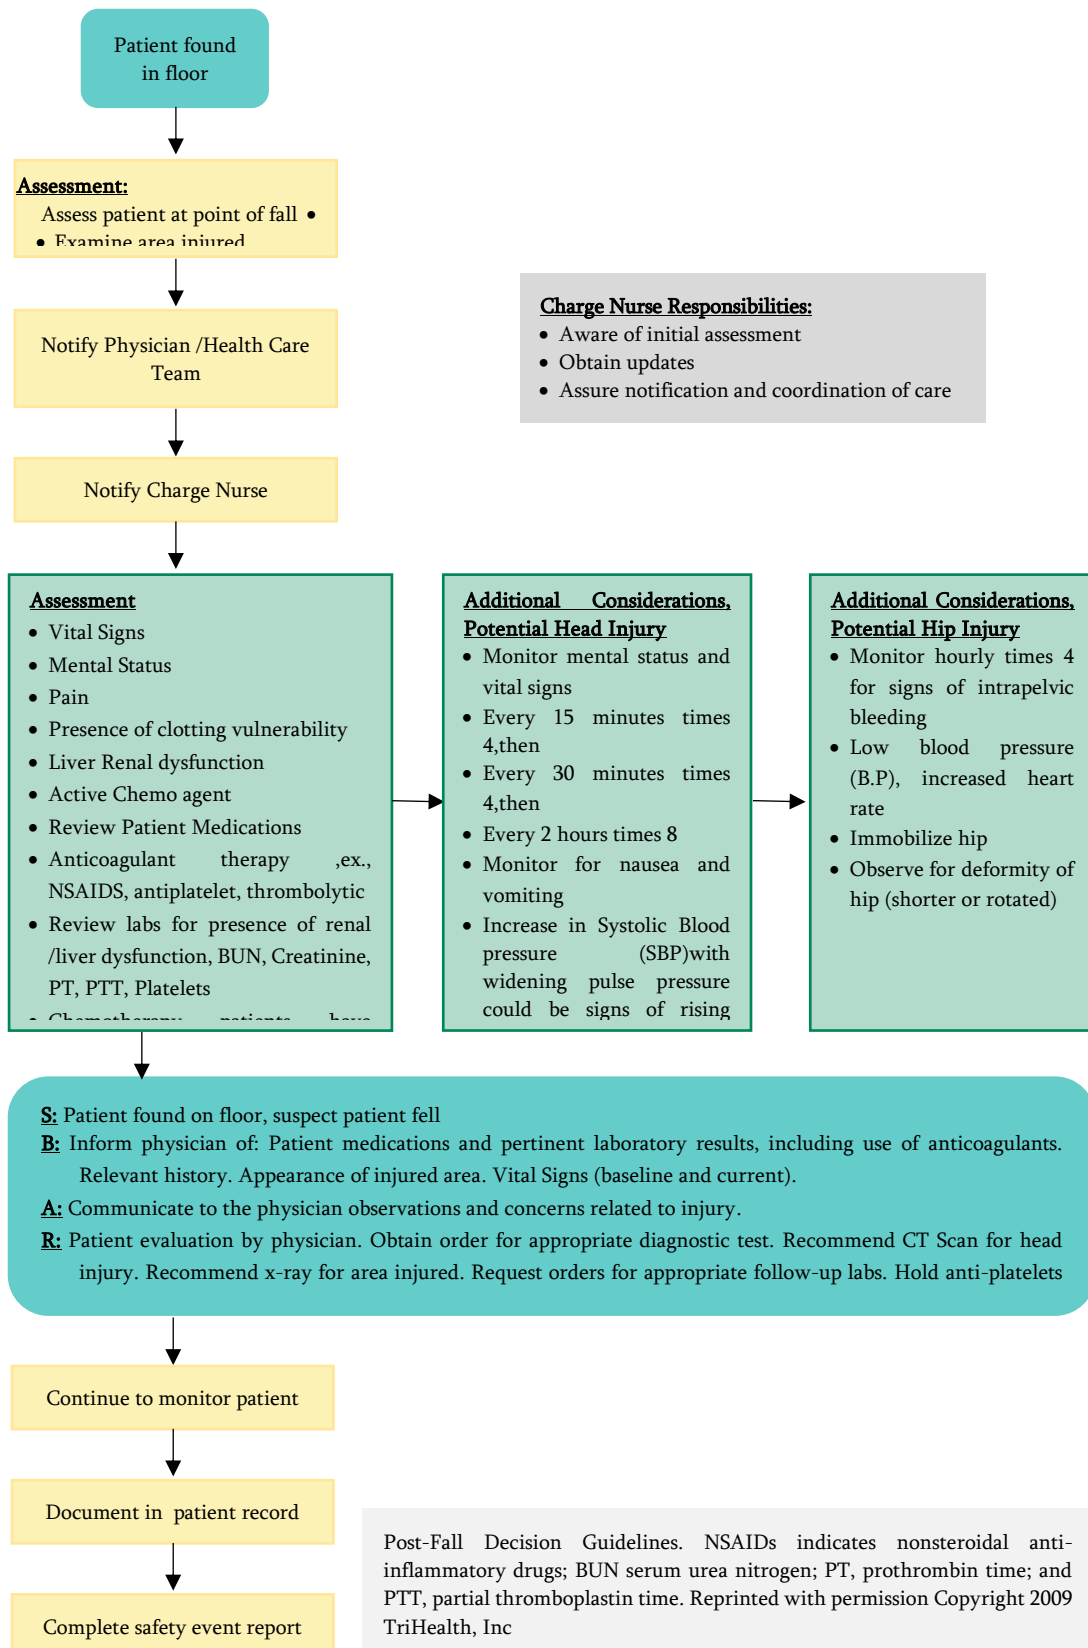 Patient found
in floor
Assessment:
Assess patient at point of fall •
• Examine area injured
Notify Physician /Health Care
Team
Charge Nurse Responsibilities:
• Aware of initial assessment
• Obtain updates
• Assure notification and coordination of care
Notify Charge Nurse
Assessment
• Vital Signs
• Mental Status
• Pain
• Presence of clotting vulnerability
• Liver Renal dysfunction
• Active Chemo agent
• Review Patient Medications
• Anticoagulant therapy ,ex.,
NSAIDS, antiplatelet, thrombolytic
• Review labs for presence of renal
/liver dysfunction, BUN, Creatinine,
PT, PTT, Platelets
• Chemotherapy patients have
Additional Considerations,
Potential Head Injury
• Monitor mental status and
vital signs
• Every 15 minutes times
4,then
• Every 30 minutes times
4,then
• Every 2 hours times 8
• Monitor for nausea and
vomiting
• Increase in Systolic Blood
pressure (SBP)with
widening pulse pressure
could be signs of rising
Additional Considerations,
Potential Hip Injury
• Monitor hourly times 4
for signs of intrapelvic
bleeding
• Low blood pressure
(B.P), increased heart
rate
• Immobilize hip
• Observe for deformity of
hip (shorter or rotated)
S: Patient found on floor, suspect patient fell
B: Inform physician of: Patient medications and pertinent laboratory results, including use of anticoagulants.
Relevant history. Appearance of injured area. Vital Signs (baseline and current).
A: Communicate to the physician observations and concerns related to injury.
R: Patient evaluation by physician. Obtain order for appropriate diagnostic test. Recommend CT Scan for head
injury. Recommend x-ray for area injured. Request orders for appropriate follow-up labs. Hold anti-platelets
Continue to monitor patient
Document in patient record
Complete safety event report
Post-Fall Decision Guidelines. NSAIDs indicates nonsteroidal anti-
inflammatory drugs; BUN serum urea nitrogen; PT, prothrombin time; and
PTT, partial thromboplastin time. Reprinted with permission Copyright 2009
TriHealth, Inc